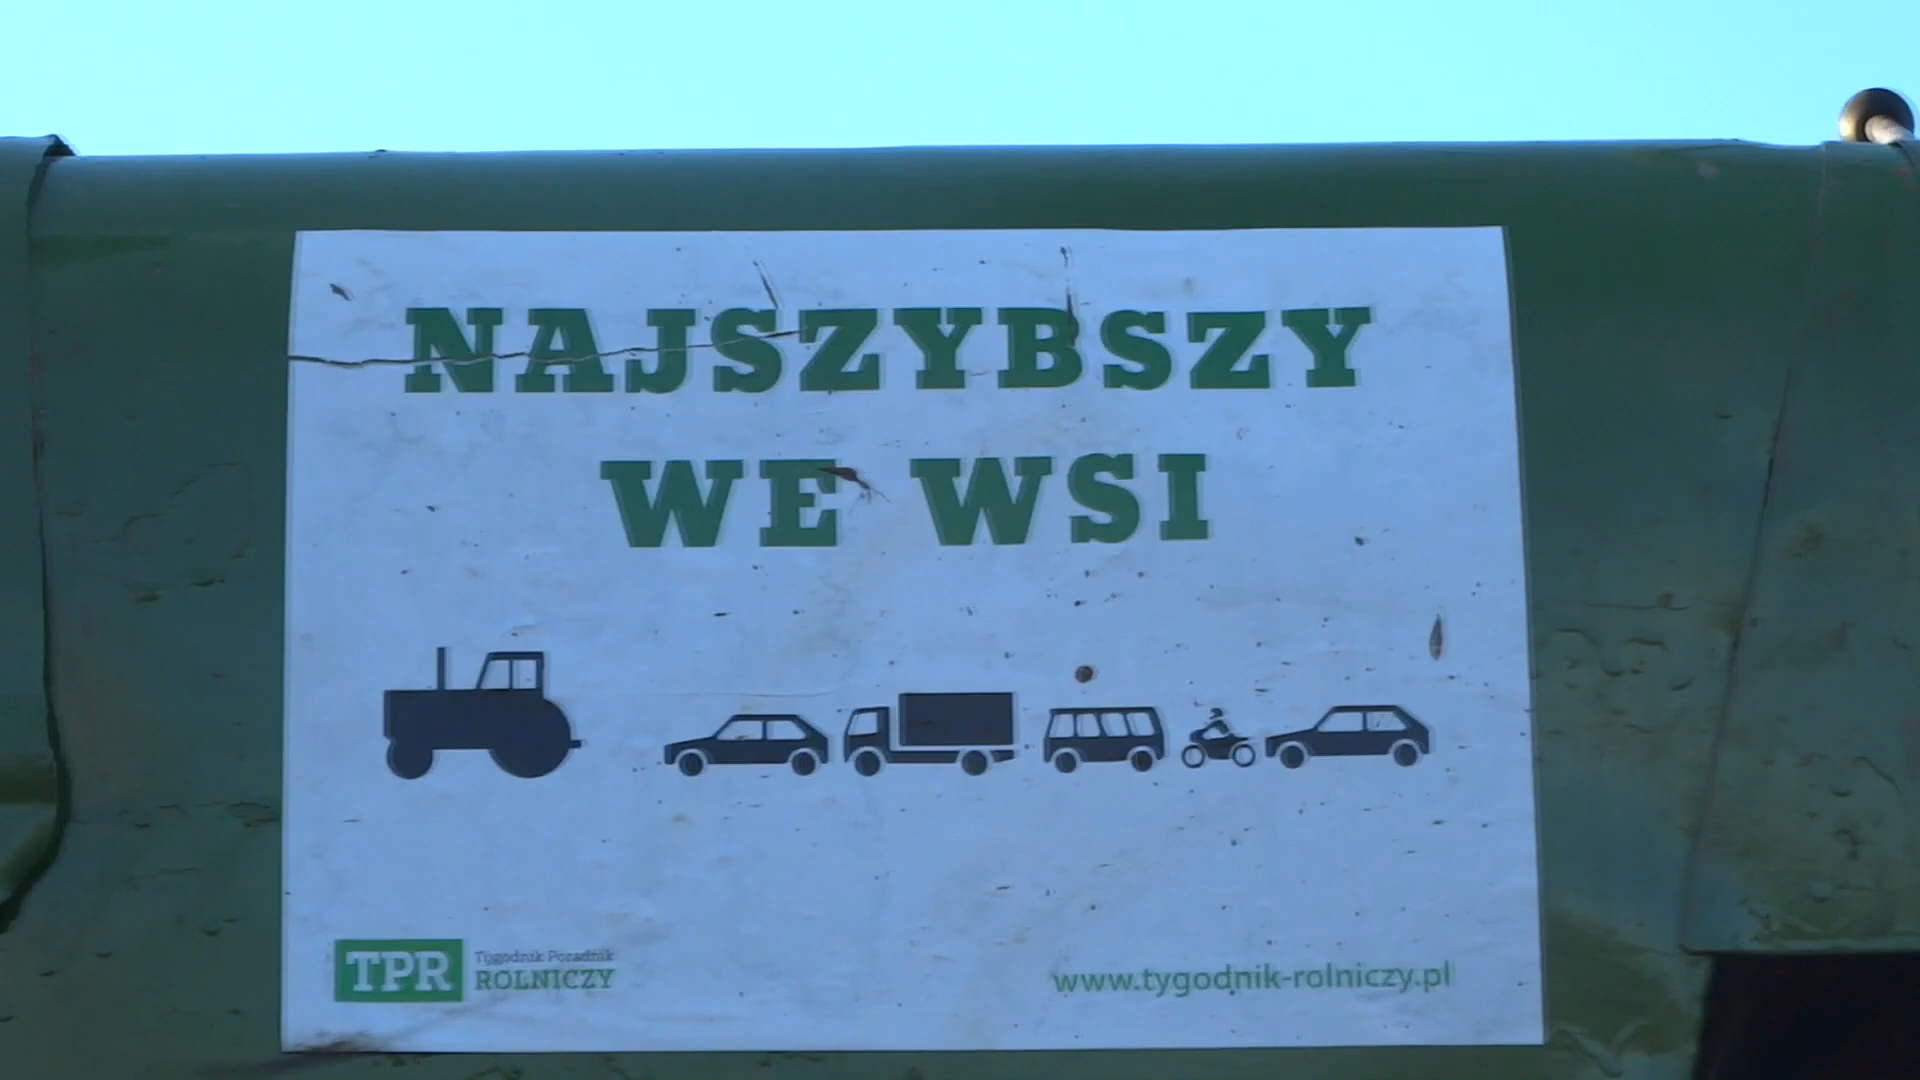 NAJSZYBSZY
WE WSI
TPR
Tygodnik Poradnik
ROLNICZY
www.tygodnik-rolniczy.pl